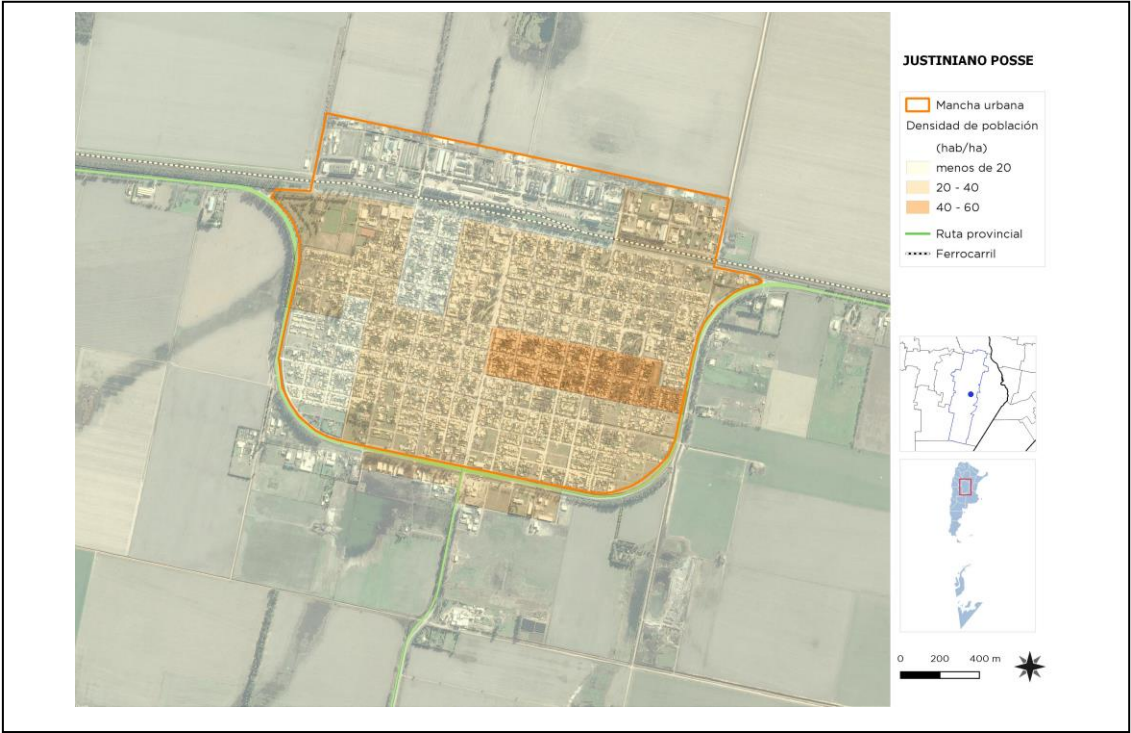 JUSTINIANO POSSE
Mancha urbana
Densidad de población
(hab/ha)
menos de 20
20 - 40
40 - 60
Ruta provincial
Ferrocarril
0 200 400 m